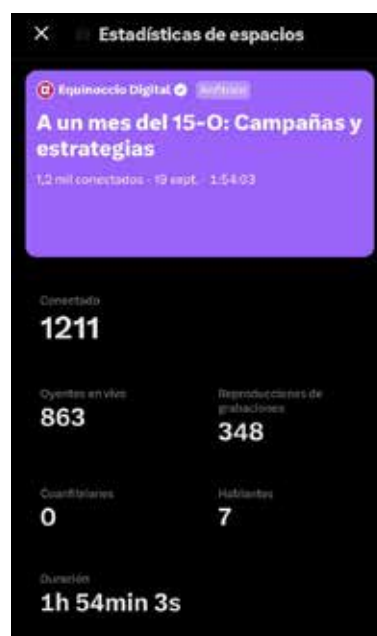 Estadísticas de espacios
Equinoccio Digital
Anfitrión
A un mes del 15-O: Campañas y
estrategias
1,2 mil conectados · 19 sept. · 1:54:03
Conectado
1211
Oyentes en vivo
863
Reproducciones de
grabaciones
348
0
Hablantes
7
Duración
1h 54min 3s